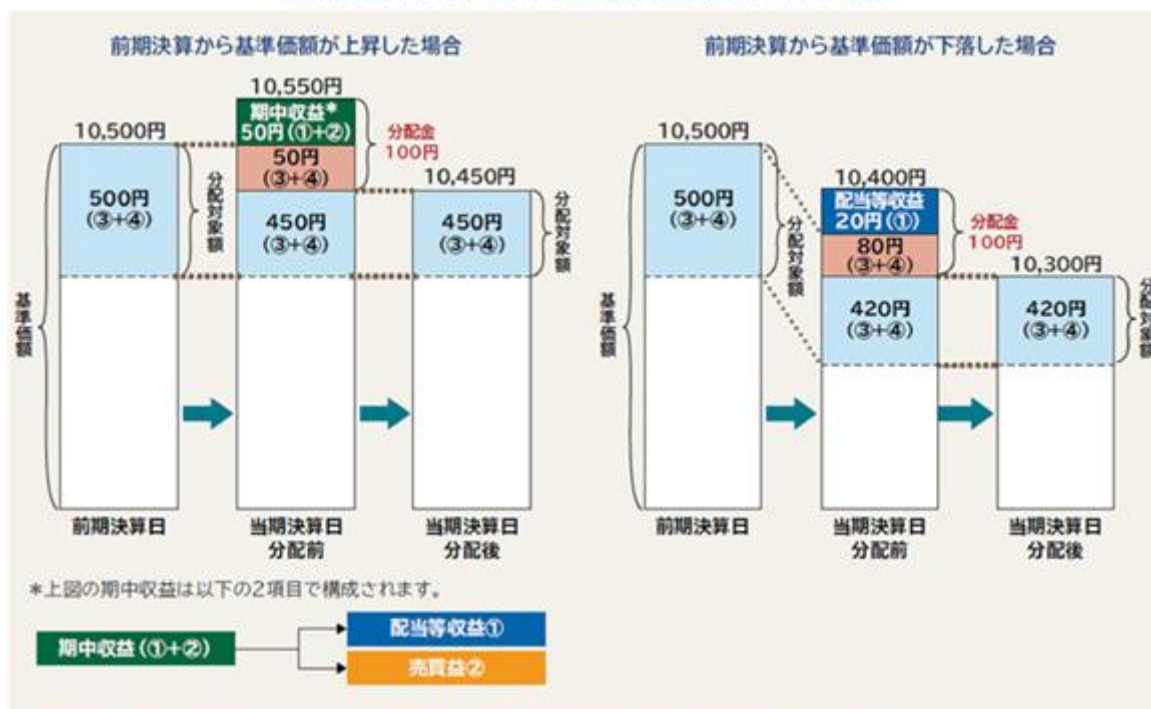 前期決算から基準価額が上昇した場合
10,550円
期中収益*
50円(①+②)
10,500円
分配金
100円
50円
(③+④)
10,450円
500円
(③+④)
分配対象額
450円
(③+④)
450円
(③+④)
分配対象額
基準価額
前期決算日
当期決算日
分配前
当期決算日
分配後
前期決算から基準価額が下落した場合
10,500円
10,400円
500円
(③+④)
分配対象額
配当等収益
20円(①)
分配金
100円
80円
(③+④)
10,300円
420円
(③+④)
420円
(③+④)
分配対象額
基準価額
前期決算日
当期決算日
分配前
当期決算日
分配後
*上図の期中収益は以下の2項目で構成されます。
期中収益(①+②)
配当等収益①
売買益②